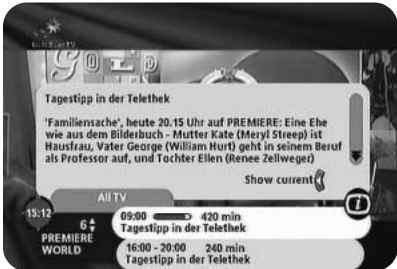 GOLD
Tagestipp in der Telethek
'Familiensache', heute 20.15 Uhr auf PREMIERE: Eine Ehe
wie aus dem Bilderbuch - Mutter Kate (Meryl Streep) ist
Hausfrau, Vater George (William Hurt) geht in seinem Beruf
als Professor auf, und Tochter Ellen (Renee Zellweger)
Show current
i
All TV
15:12
09:00 420 min
6 Tagestipp in der Telethek
PREMIERE
WORLD
16:00 - 20:00 240 min
Tagestipp in der Telethek